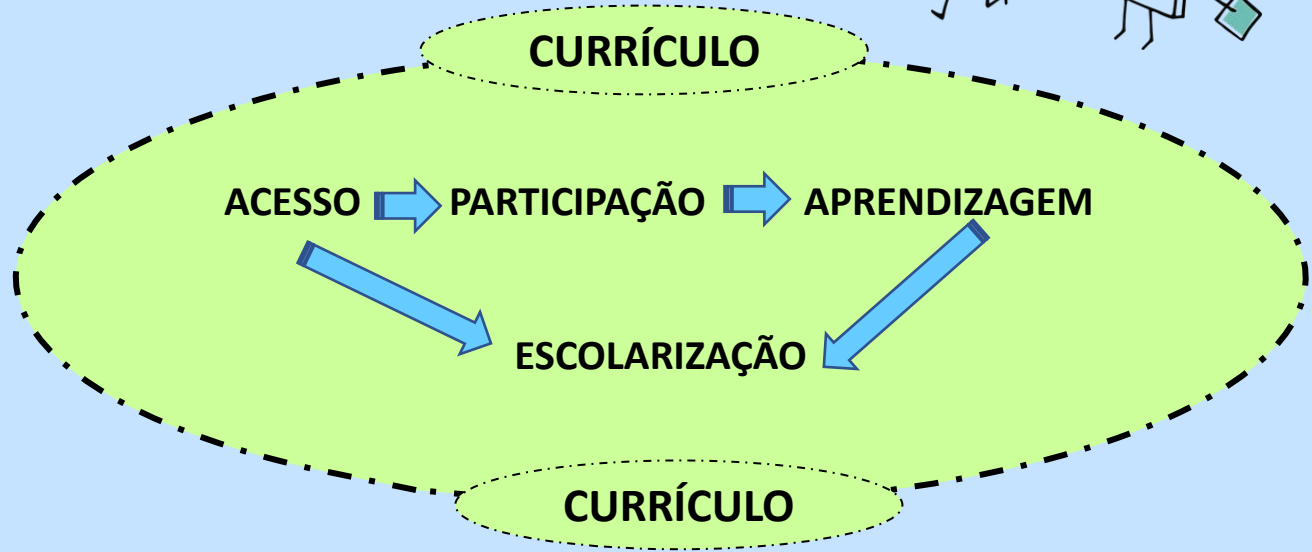 CURRÍCULO
ACESSO PARTICIPAÇÃO APRENDIZAGEM
ESCOLARIZAÇÃO
CURRÍCULO